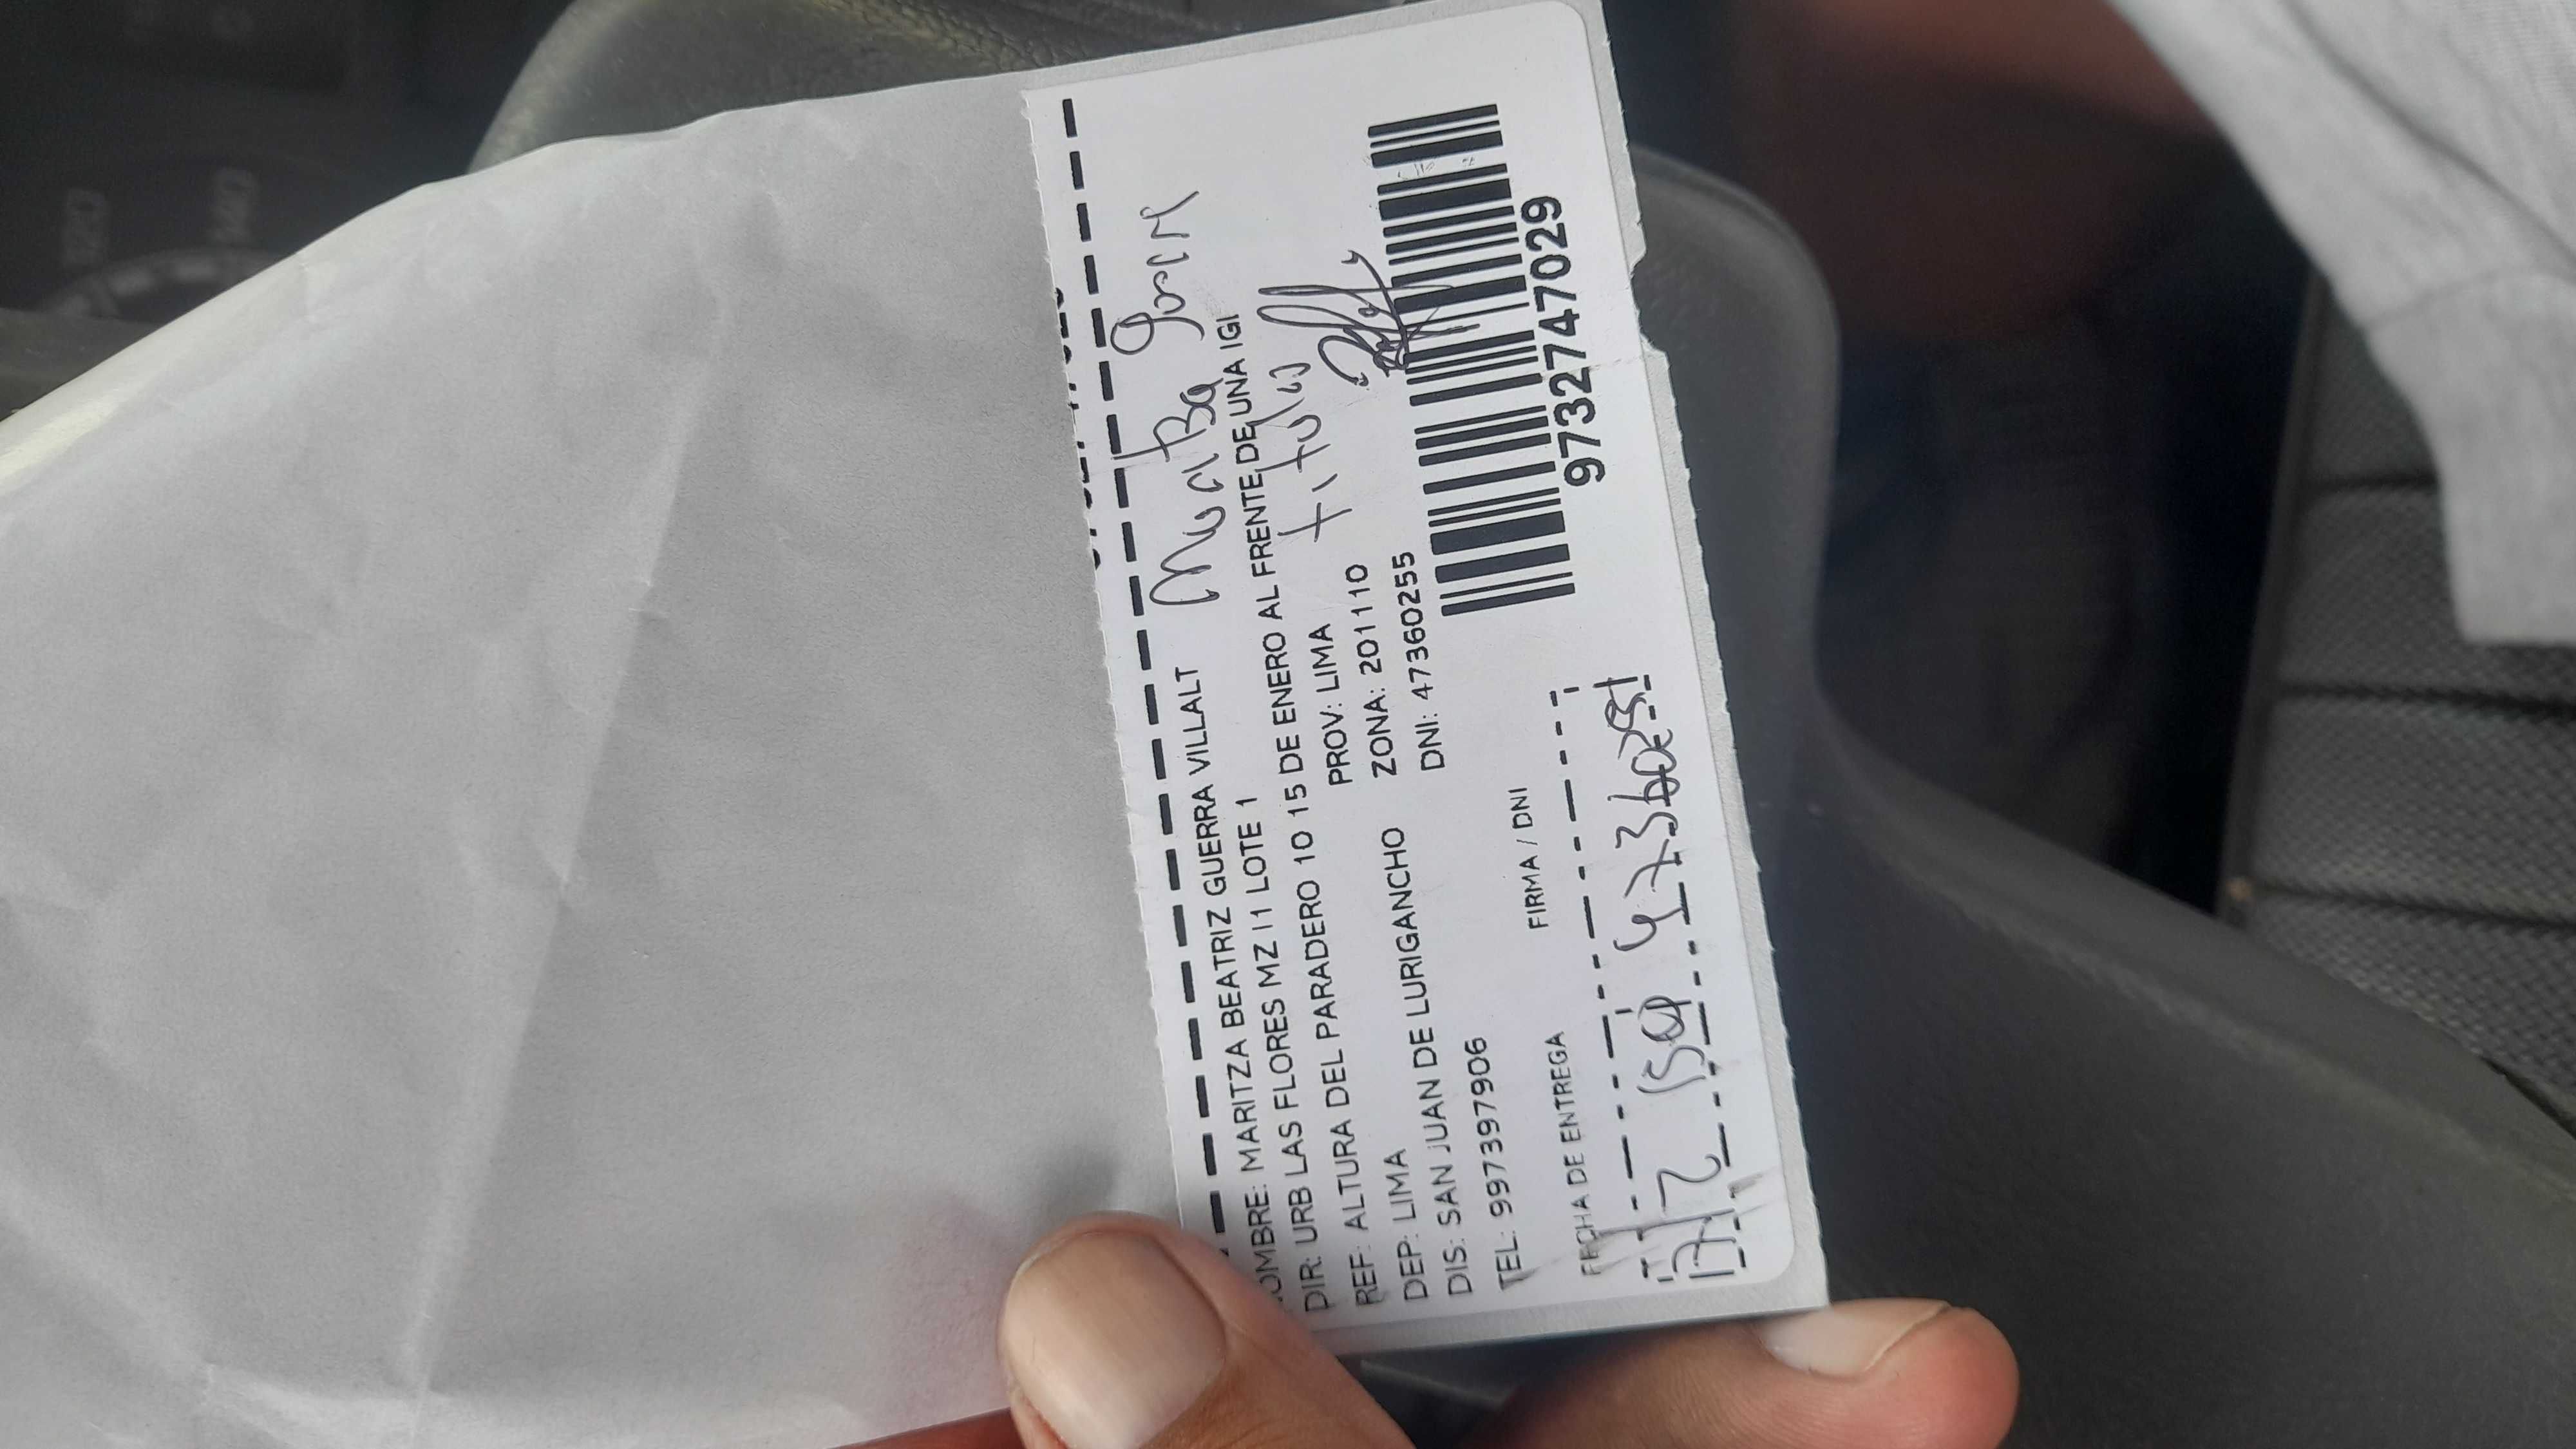 NOMBRE: MARITZA BEATRIZ GUERRA VILLALT
DIR: URB LAS FLORES MZ I1 LOTE 1
REF: ALTURA DEL PARADERO 10 15 DE ENERO AL FRENTE DE UNA IGI
DEP: LIMA PROV: LIMA
DIS: SAN JUAN DE LURIGANCHO ZONA: 201110
TEL: 997397906 DNI: 47360255
titular
FECHA DE ENTREGA FIRMA / DNI
47360255
9732747029